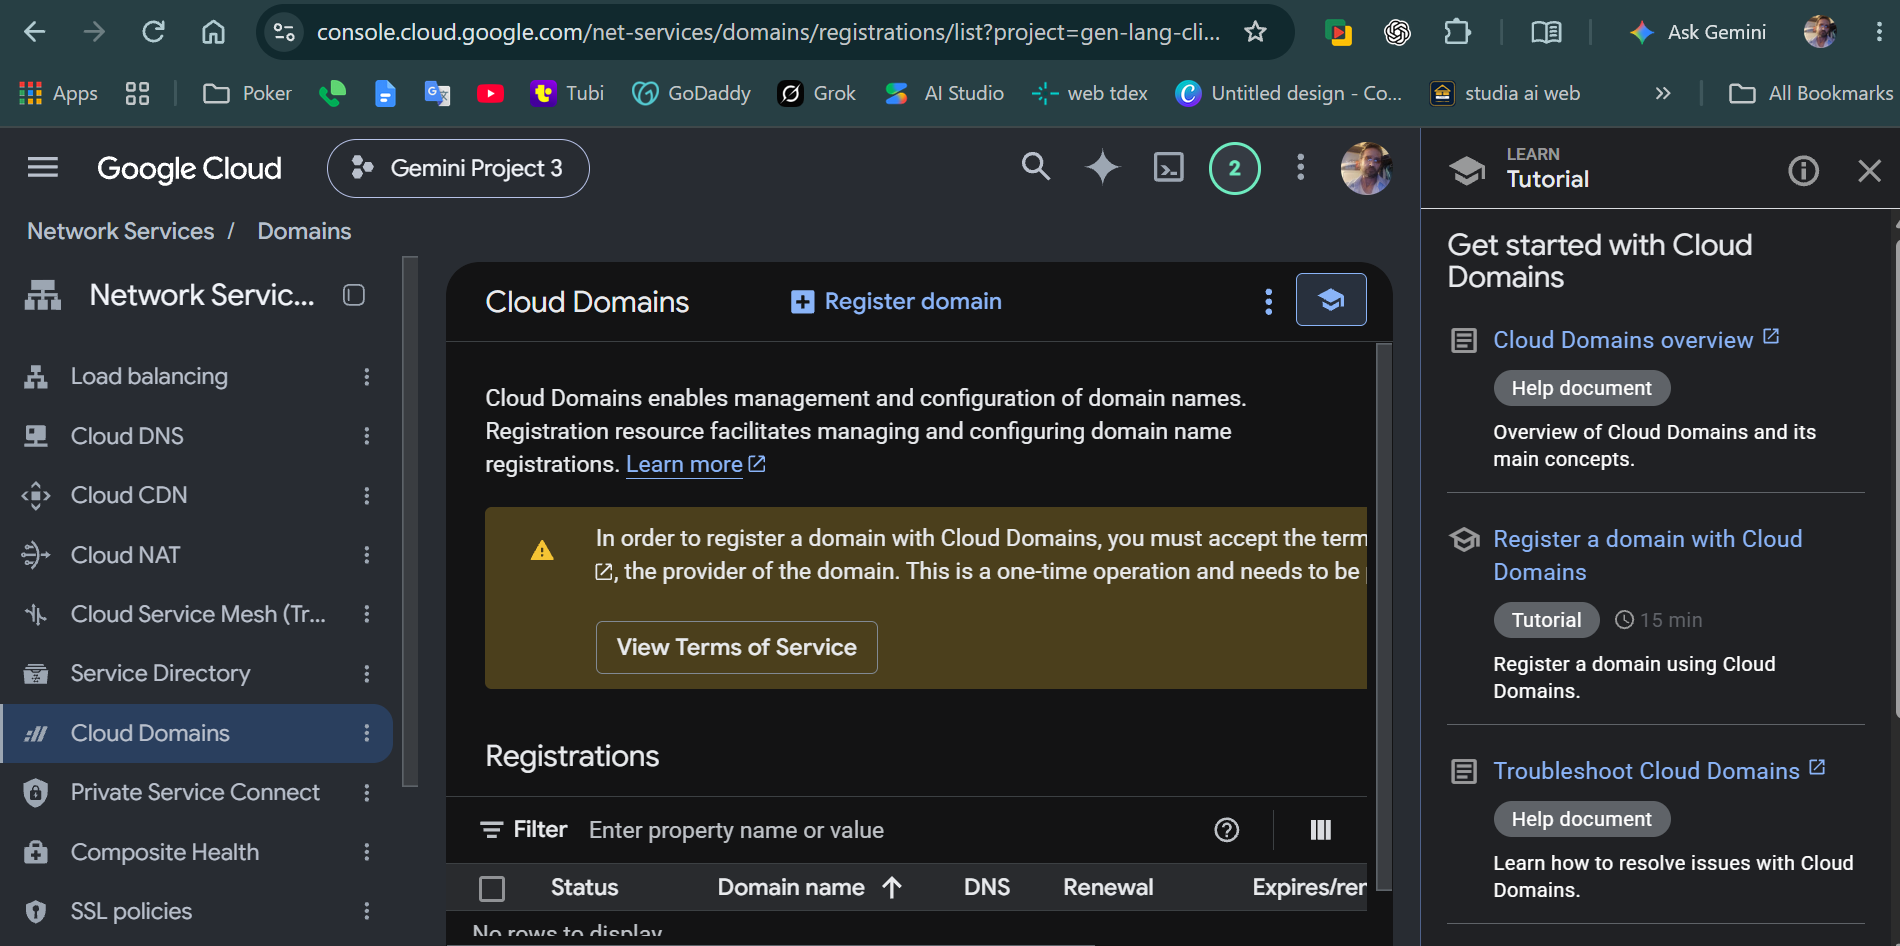 console.cloud.google.com/net-services/domains/registrations/list?project=gen-lang-cli...
Ask Gemini
Apps
Poker
Tubi
GoDaddy
Grok
AI Studio
web tdex
Untitled design - Co...
studia ai web
All Bookmarks
Google Cloud
Gemini Project 3
2
Network Services / Domains
Network Servic...
Load balancing
Cloud DNS
Cloud CDN
Cloud NAT
Cloud Service Mesh (Tr...
Service Directory
Cloud Domains
Private Service Connect
Composite Health
SSL policies
Cloud Domains
Register domain
Cloud Domains enables management and configuration of domain names.
Registration resource facilitates managing and configuring domain name
registrations. Learn more
In order to register a domain with Cloud Domains, you must accept the term
, the provider of the domain. This is a one-time operation and needs to be
View Terms of Service
Registrations
Filter Enter property name or value
Status Domain name DNS Renewal Expires/rer
No rows to display
LEARN
Tutorial
Get started with Cloud
Domains
Cloud Domains overview
Help document
Overview of Cloud Domains and its
main concepts.
Register a domain with Cloud
Domains
Tutorial 15 min
Register a domain using Cloud
Domains.
Troubleshoot Cloud Domains
Help document
Learn how to resolve issues with Cloud
Domains.